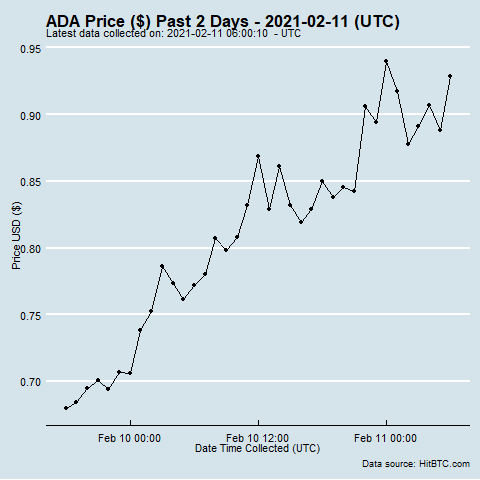 ADA Price ($) Past 2 Days - 2021-02-11 (UTC)
Latest data collected on: 2021-02-11 06:00:10  - UTC
0.95
0.90
0.85
0.80
0.75
0.70
Price USD ($)
Feb 10 00:00
Feb 10 12:00
Feb 11 00:00
Date Time Collected (UTC)
Data source: HitBTC.com